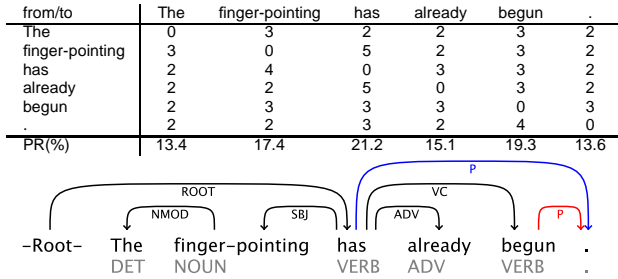 from/to The finger-pointing has already begun .
The 0 3 2 2 3 2
finger-pointing 3 0 5 2 3 2
has 2 4 0 3 3 2
already 2 2 5 0 3 2
begun 2 3 3 3 0 3
. 2 2 3 2 4 0
PR(%) 13.4 17.4 21.2 15.1 19.3 13.6
P
ROOT VC
NMOD SBJ ADV P
-Root- The finger-pointing has already begun .
DET NOUN VERB ADV VERB .